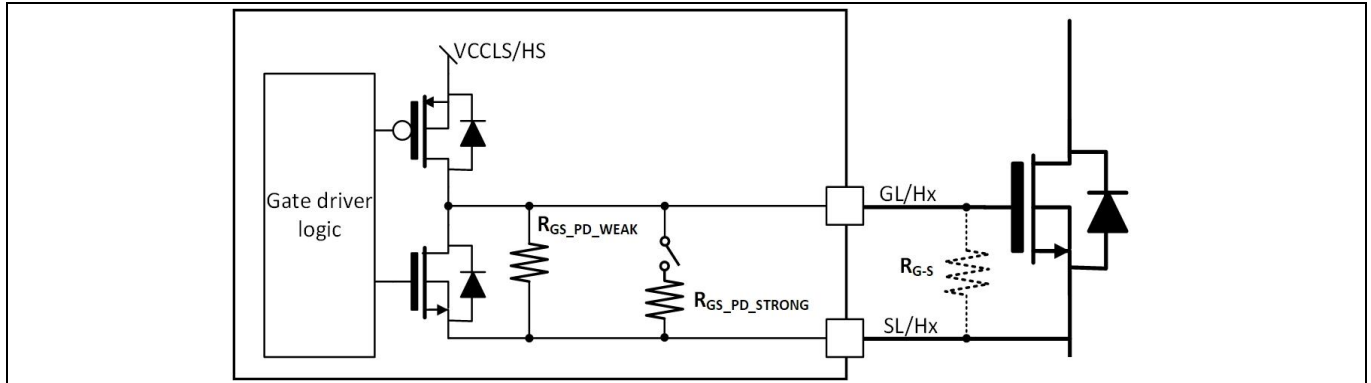 VCCLS/HS
Gate driver
logic
RGS_PD_WEAK
RGS_PD_STRONG
GL/Hx
RG-S
SL/Hx